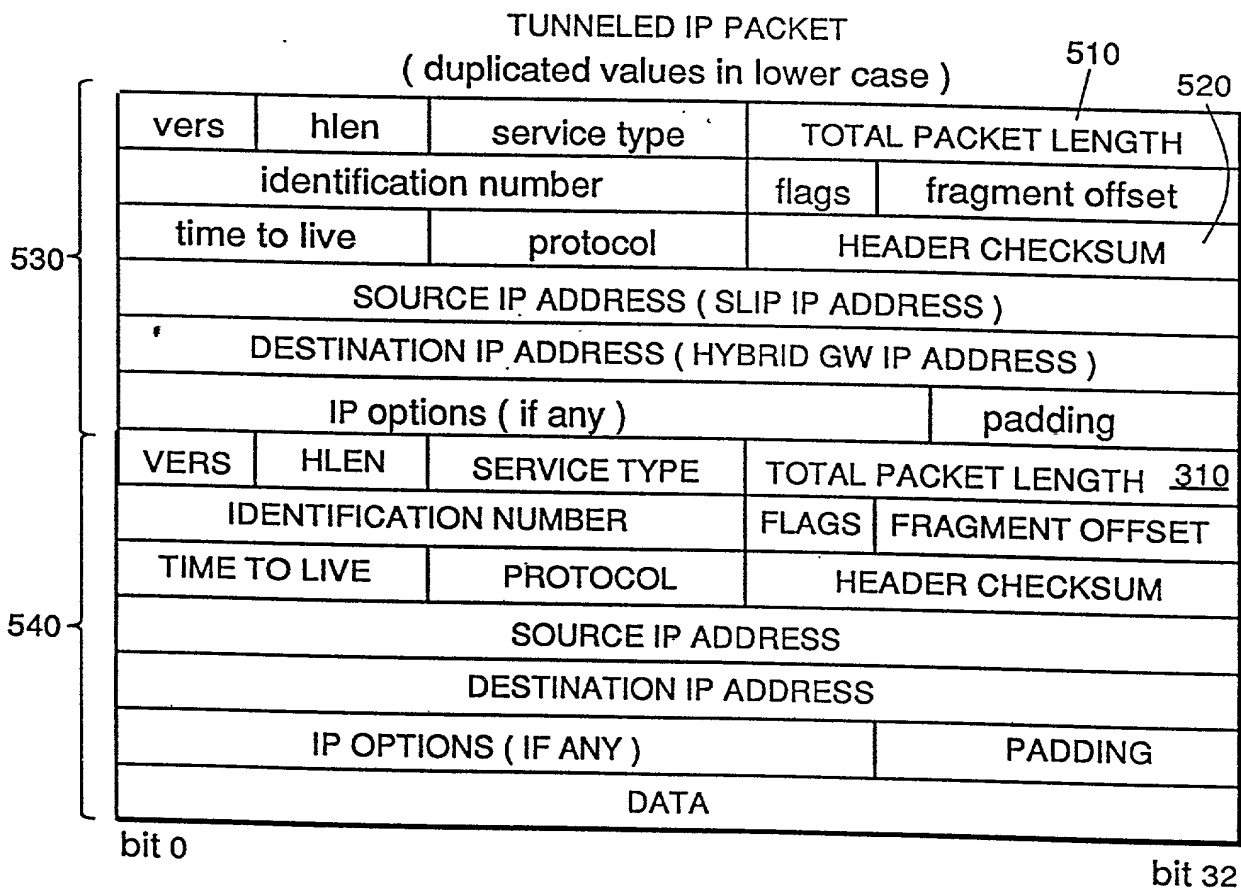 TUNNELED IP PACKET
( duplicated values in lower case )
510
520
vers hlen service type TOTAL PACKET LENGTH
identification number flags fragment offset
time to live protocol HEADER CHECKSUM
530
SOURCE IP ADDRESS ( SLIP IP ADDRESS )
DESTINATION IP ADDRESS ( HYBRID GW IP ADDRESS )
IP options ( if any ) padding
VERS HLEN SERVICE TYPE TOTAL PACKET LENGTH 310
IDENTIFICATION NUMBER FLAGS FRAGMENT OFFSET
TIME TO LIVE PROTOCOL HEADER CHECKSUM
540
SOURCE IP ADDRESS
DESTINATION IP ADDRESS
IP OPTIONS ( IF ANY ) PADDING
DATA
bit 0
bit 32